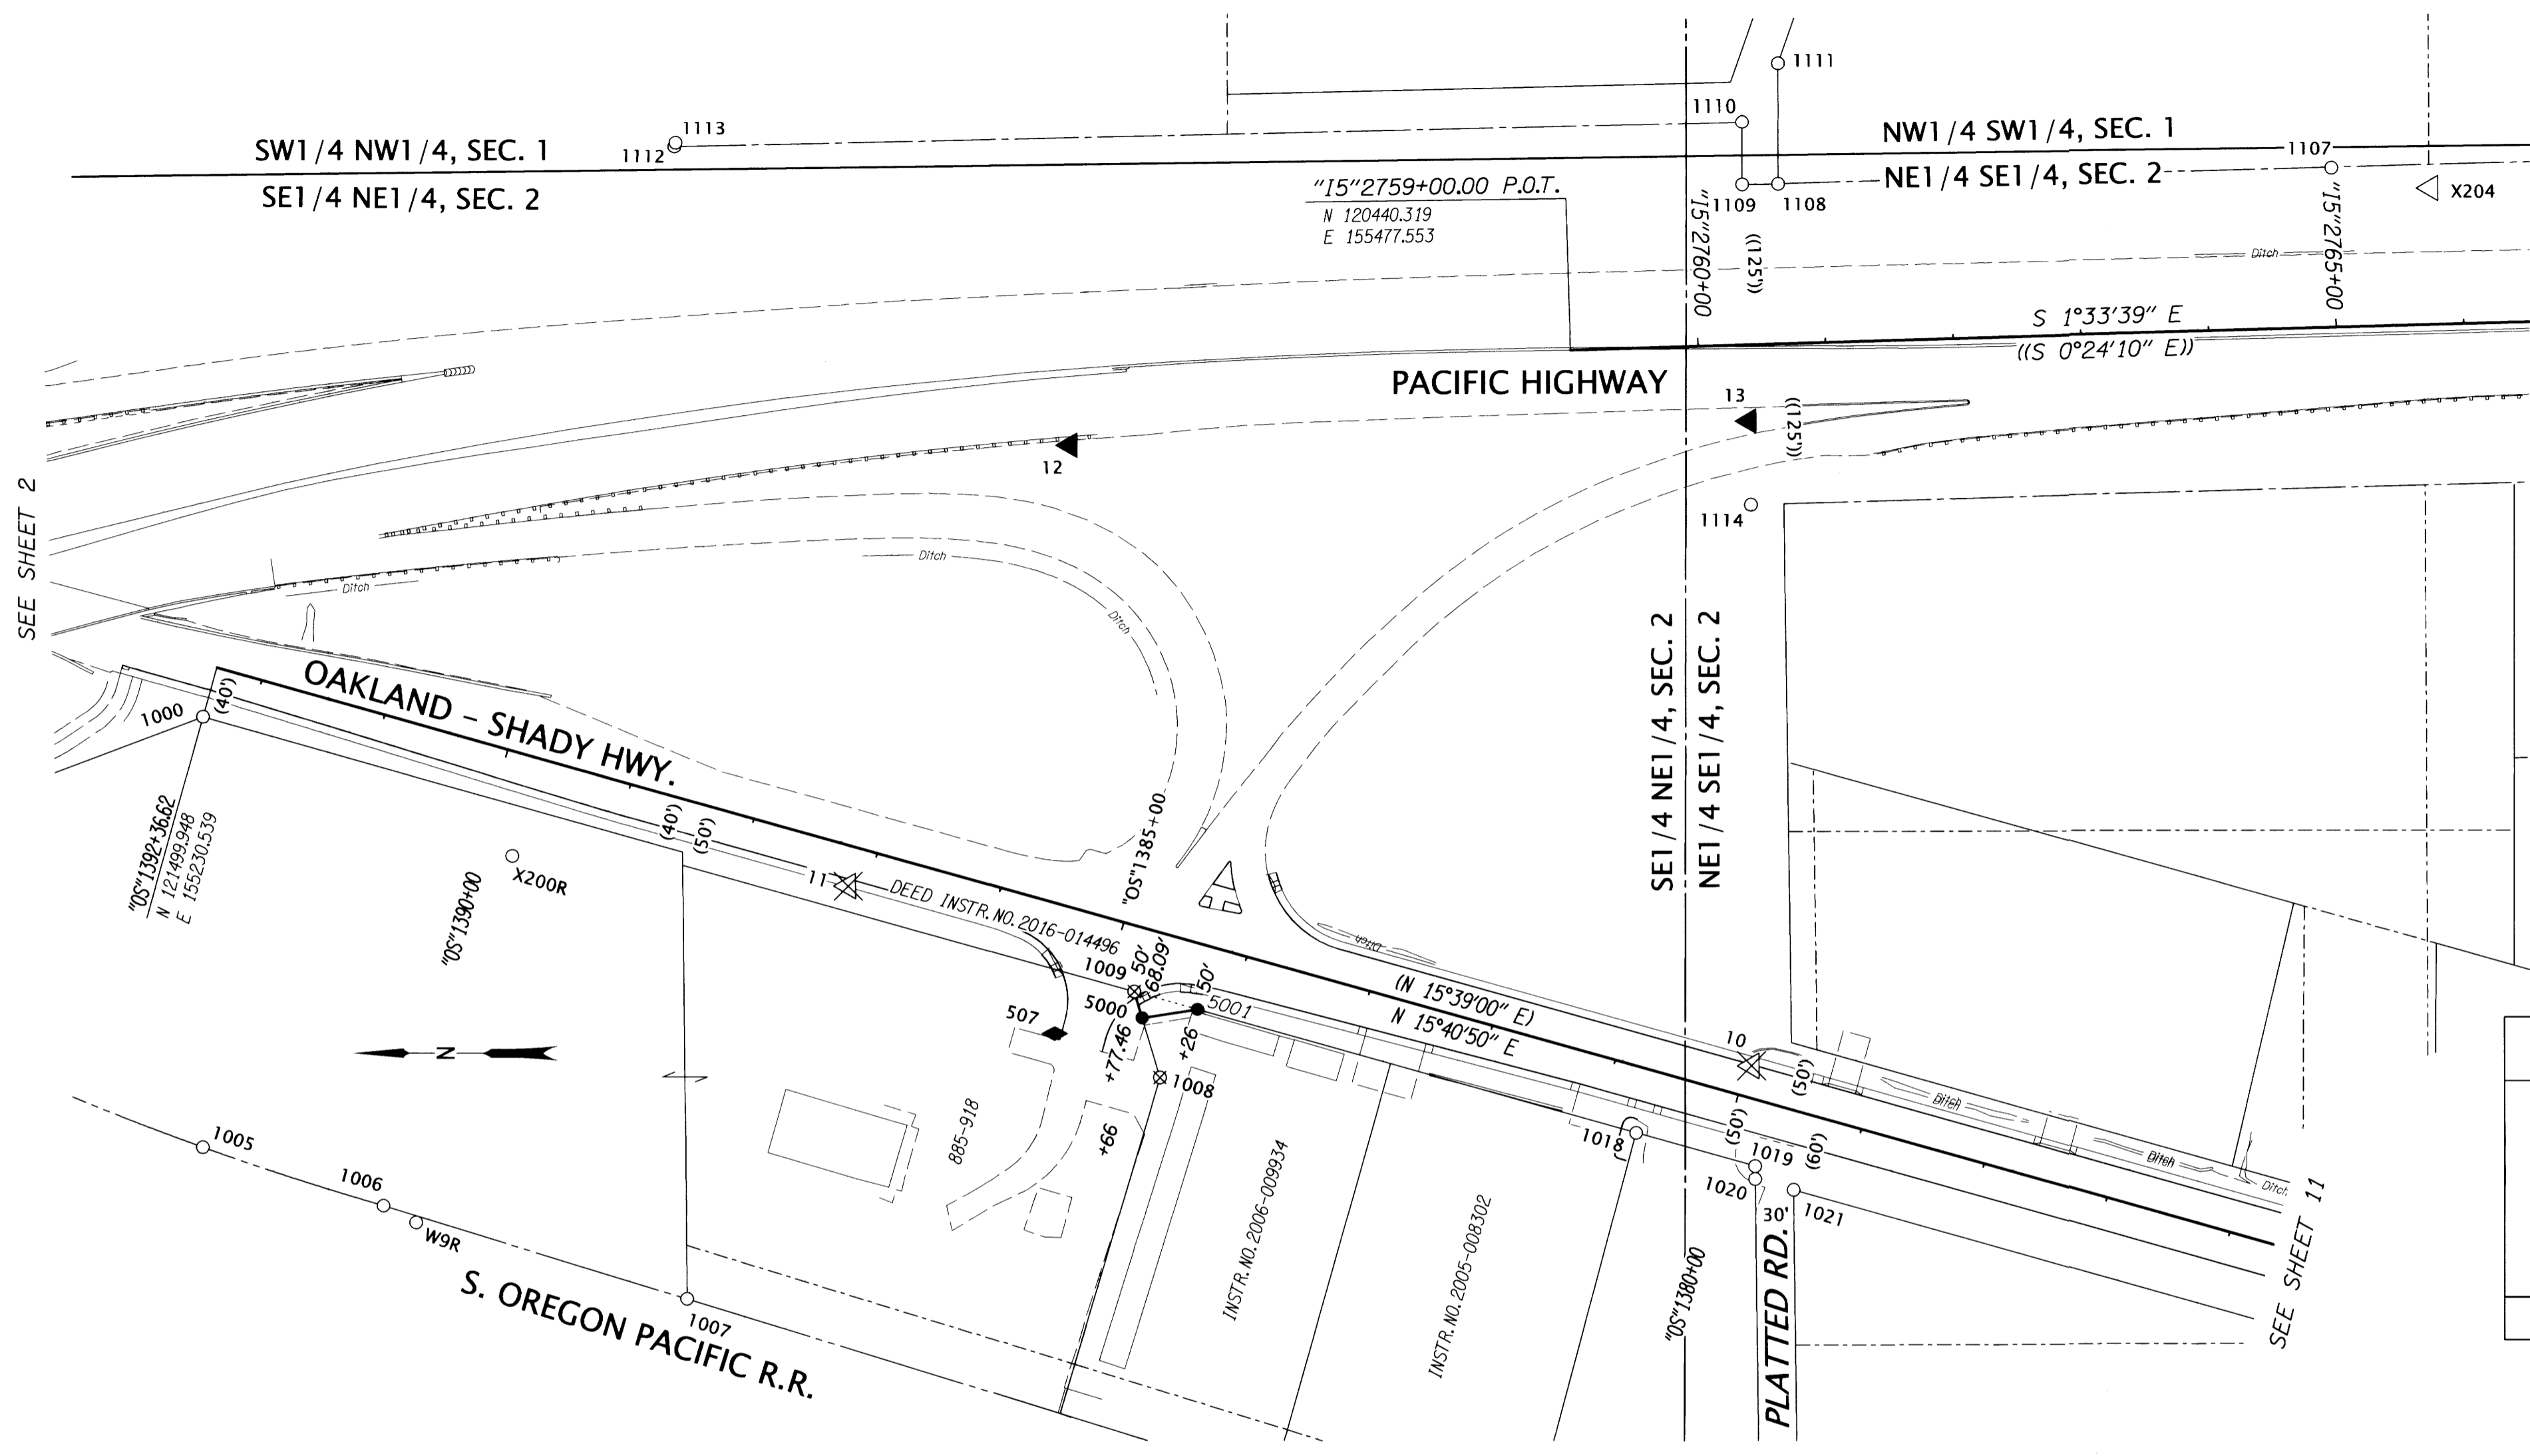 1111
1110
1113
1112
SW1/4 NW1/4, SEC. 1
SE1/4 NE1/4, SEC. 2
NW1/4 SW1/4, SEC. 1
1107
NE1/4 SE1/4, SEC. 2
X204
"I5"2759+00.00 P.O.T.
N 120440.319
E 155477.553
1109
1108
"I5"2760+00
((125'))
"I5"2765+00
Ditch
S 1°33'39" E
((S 0°24'10" E))
PACIFIC HIGHWAY
13
((125'))
12
1114
SEE SHEET 2
Ditch
Ditch
Ditch
SE1/4 NE1/4, SEC. 2
NE1/4 SE1/4, SEC. 2
OAKLAND - SHADY HWY.
1000
(40')
"OS"1392+36.62
N 121499.948
E 155230.539
(40')
(50')
X200R
"OS"1390+00
11
DEED INSTR.NO.2016-014496
"OS"1385+00
Ditch
1009
50'
68.09'
50'
5000
5001
507
+77.46
+26
(N 15°39'00" E)
N 15°40'50" E
10
(50')
N
1008
+66
885-918
INSTR.NO.2006-009934
INSTR.NO.2005-008302
1018
(50')
1019
(60')
1020
30'
1021
Ditch
Ditch
Ditch
SEE SHEET 11
"OS"1380+00
PLATTED RD.
1005
1006
W9R
S. OREGON PACIFIC R.R.
1007